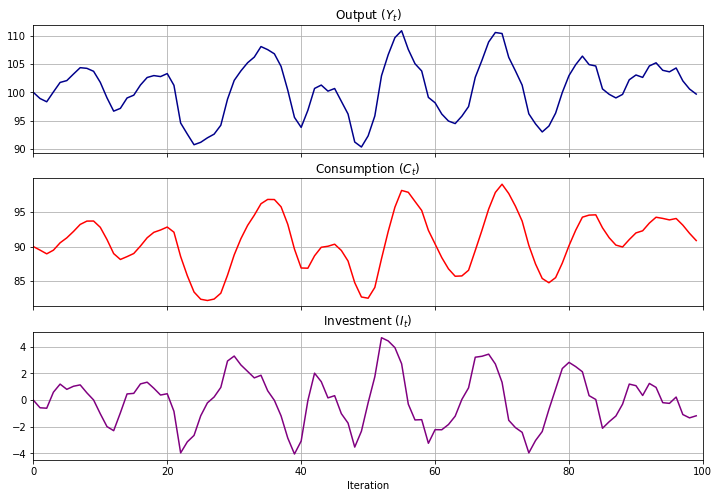 Output (Y_t)
110
105
100
95
90
Consumption (C_t)
95
90
85
Investment (I_t)
4
2
0
−2
−4
0 20 40 60 80 100
Iteration